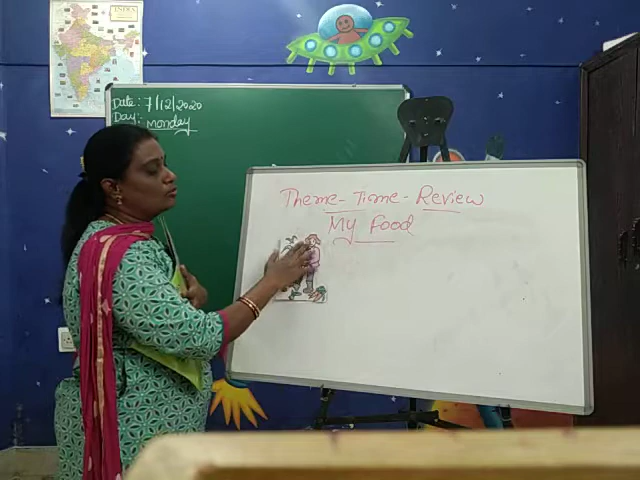 INDIA
Date: 7/12/2020
Day: Monday
Theme-Time-Review
My Food